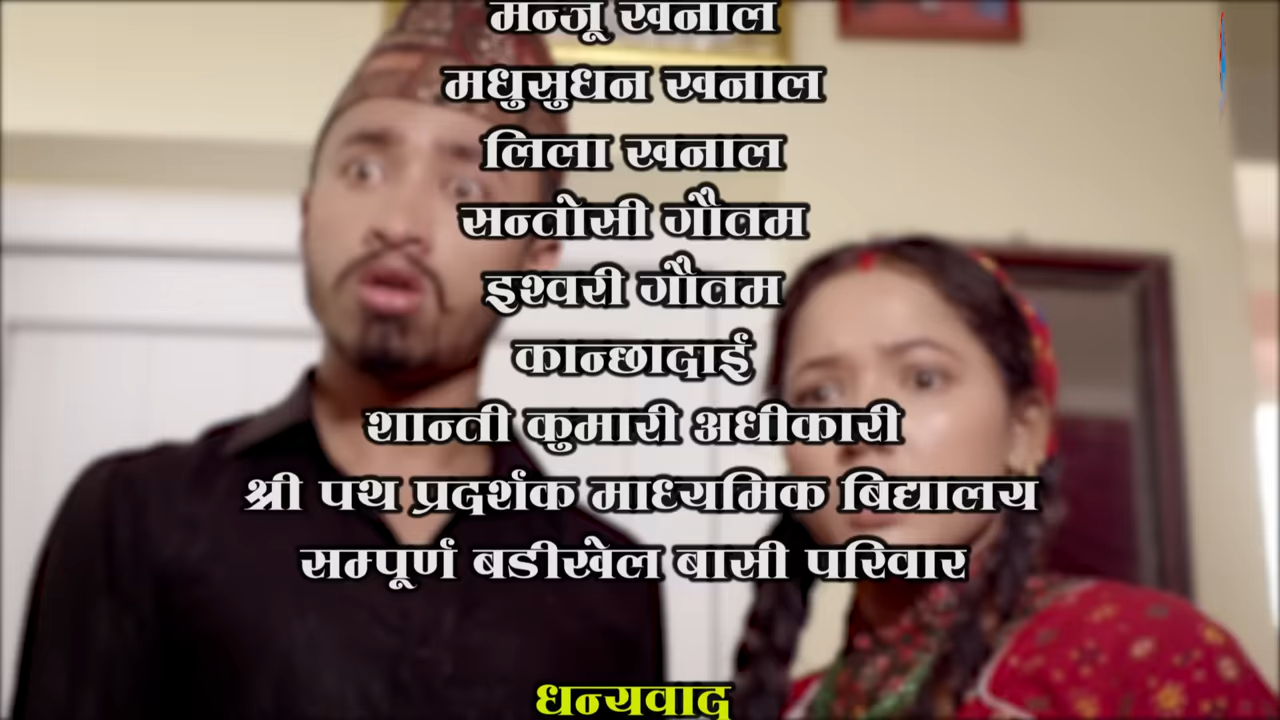 मन्जू खनाल
मधुसुधन खनाल
लिला खनाल
सन्तोसी गौतम
इश्वरी गौतम
कान्छादाई
शान्ती कुमारी अधीकारी
श्री पथ प्रदर्शक माध्यमिक बिद्यालय
सम्पूर्ण बडीखेल बासी परिवार
धन्यवाद